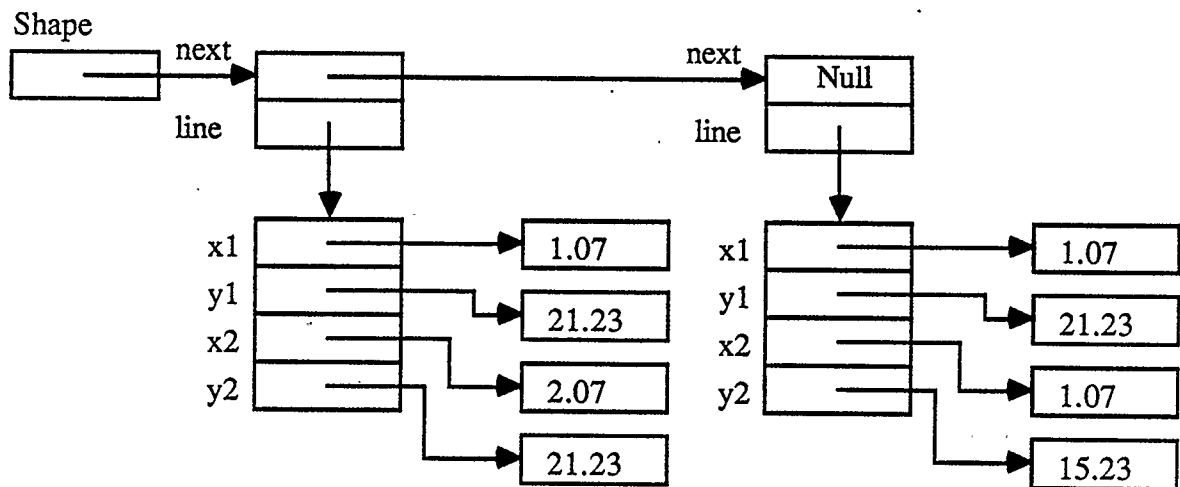 Shape
next
next
Null
line
line
x1
1.07
x1
1.07
y1
21.23
y1
21.23
x2
2.07
x2
1.07
y2
21.23
y2
15.23